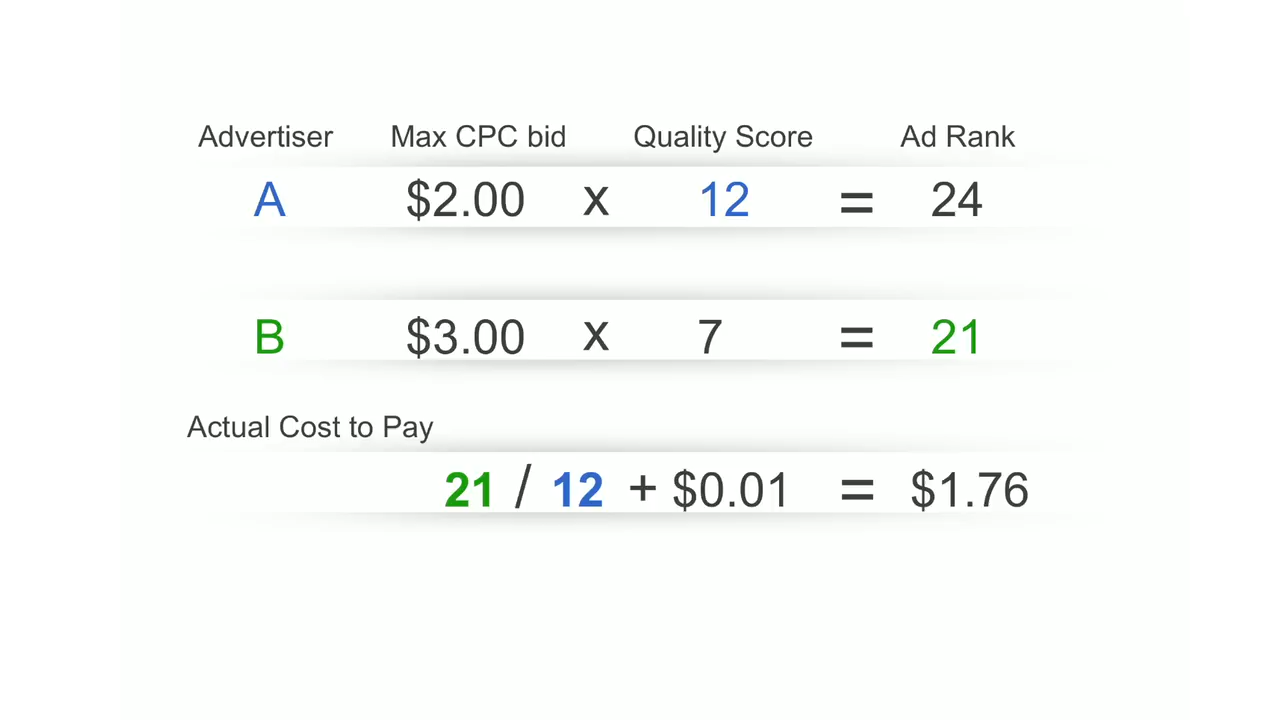 Advertiser Max CPC bid Quality Score Ad Rank
A $2.00 x 12 = 24
B $3.00 x 7 = 21
Actual Cost to Pay
21 / 12 + $0.01 = $1.76